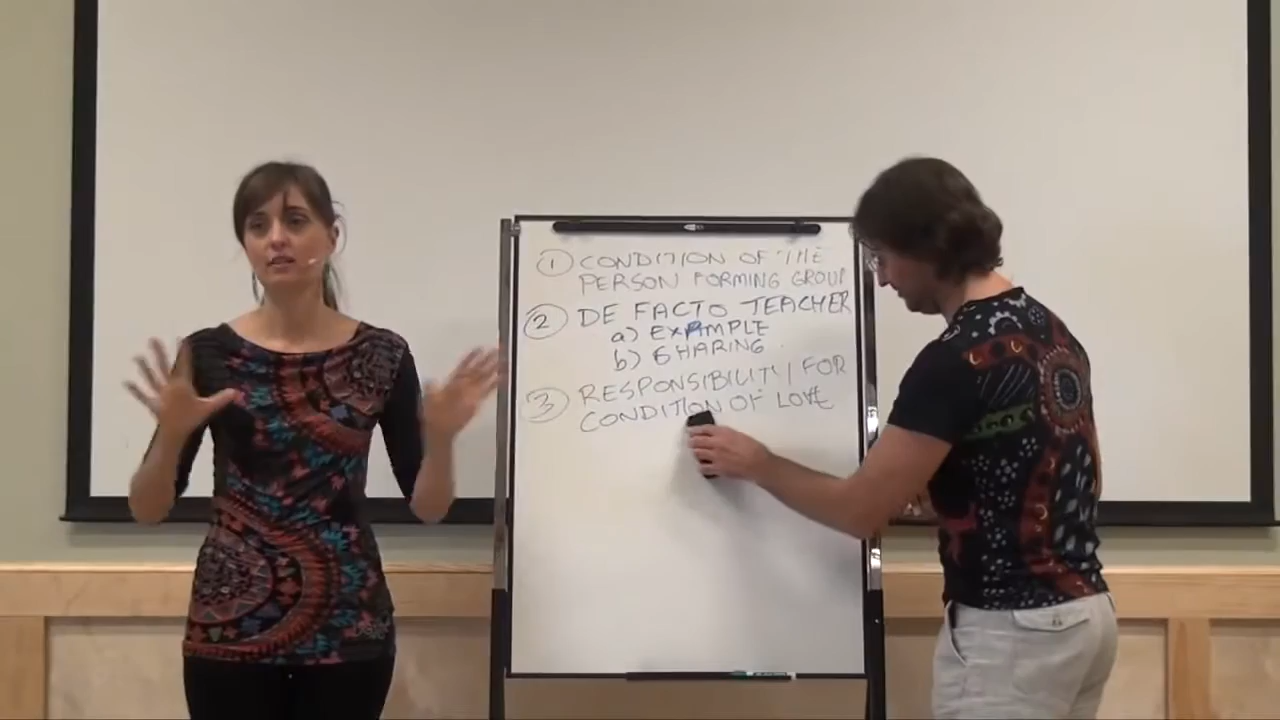 1 CONDITION OF THE
PERSON FORMING GROUP
2 DE FACTO TEACHER
a) EXAMPLE
b) SHARING
3 RESPONSIBILITY FOR
CONDITION OF LOVE